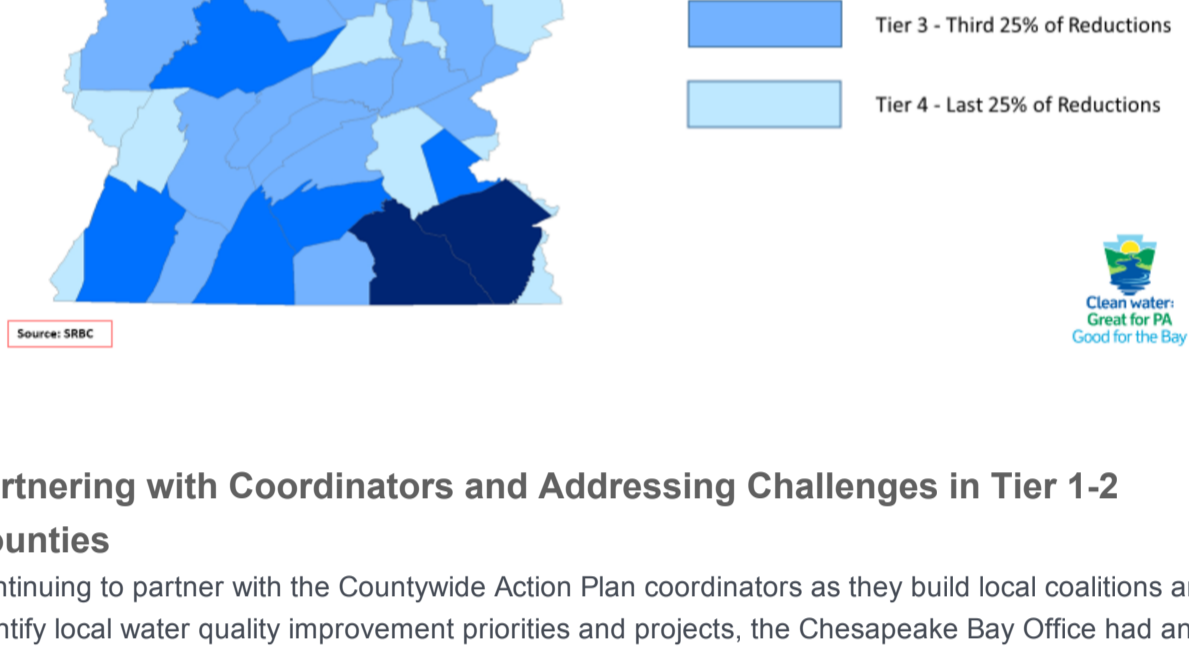 Tier 3 - Third 25% of Reductions
Tier 4 - Last 25% of Reductions
Clean water:
Great for PA
Good for the Bay
Source: SRBC
rtnering with Coordinators and Addressing Challenges in Tier 1-2
ounties
ntinuing to partner with the Countywide Action Plan coordinators as they build local coalitions a
ntify local water quality improvement priorities and projects, the Chesapeake Bay Office had an